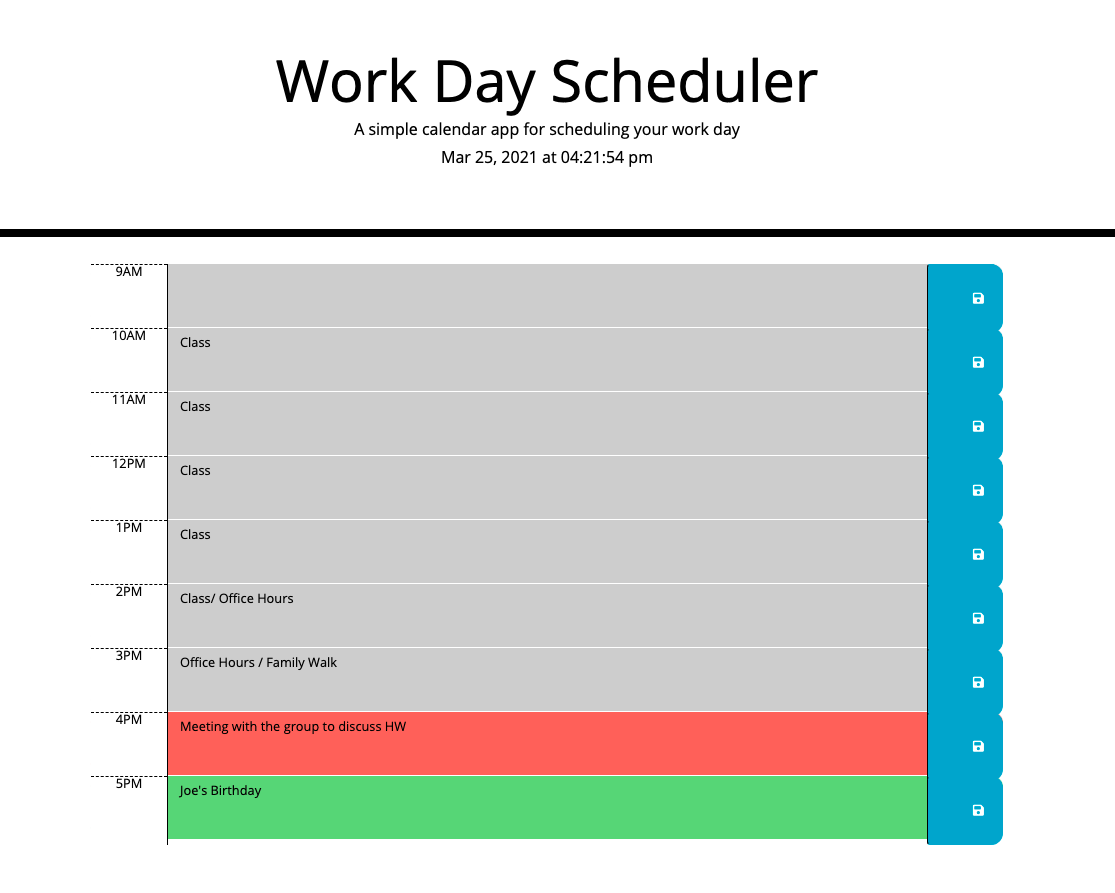 Work Day Scheduler
A simple calendar app for scheduling your work day
Mar 25, 2021 at 04:21:54 pm
9AM
10AM
Class
11AM
Class
12PM
Class
1PM
Class
2PM
Class/ Office Hours
3PM
Office Hours / Family Walk
4PM
Meeting with the group to discuss HW
5PM
Joe's Birthday